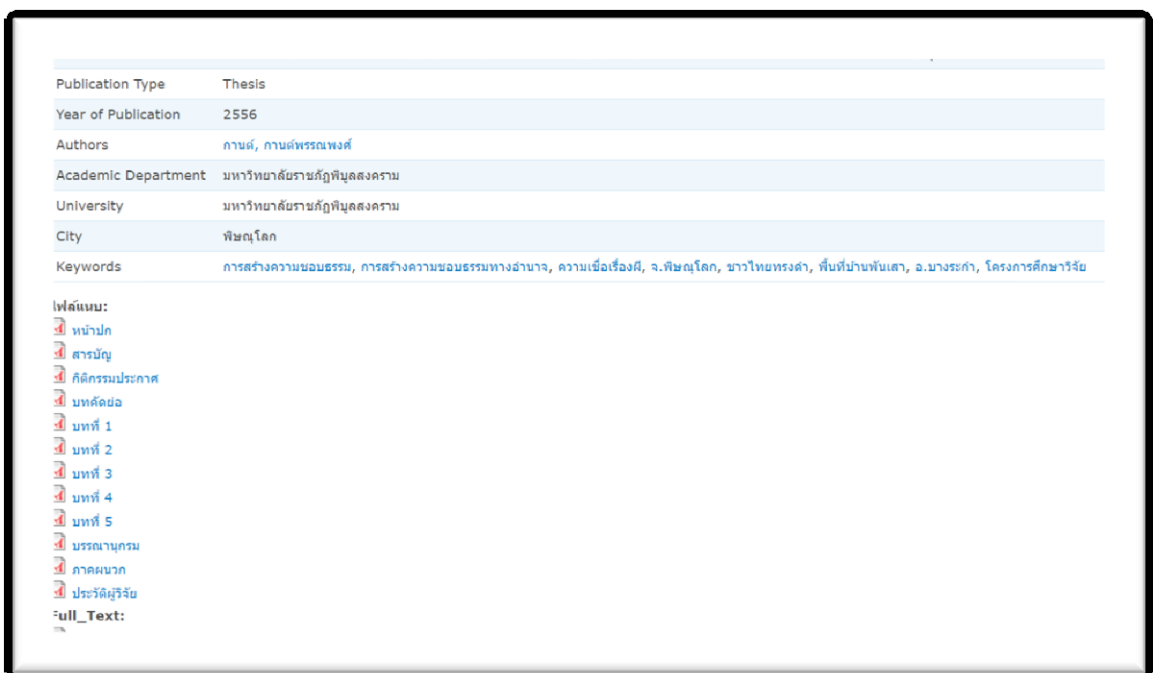 Publication Type Thesis
Year of Publication 2556
Authors กานต์, กานต์พรรณพงศ์
Academic Department มหาวิทยาลัยราชภัฏพิบูลสงคราม
University มหาวิทยาลัยราชภัฏพิบูลสงคราม
City พิษณุโลก
Keywords การสร้างความชอบธรรม, การสร้างความชอบธรรมทางอำนาจ, ความเชื่อเรื่องผี, จ.พิษณุโลก, ชาวไทยทรงดำ, พื้นที่บ้านพันเสา, อ.บางระกำ, โครงการศึกษาวิจัย
ไฟล์แนบ:
หน้าปก
สารบัญ
กิติกรรมประกาศ
บทคัดย่อ
บทที่ 1
บทที่ 2
บทที่ 3
บทที่ 4
บทที่ 5
บรรณานุกรม
ภาคผนวก
ประวัติผู้วิจัย
Full_Text: